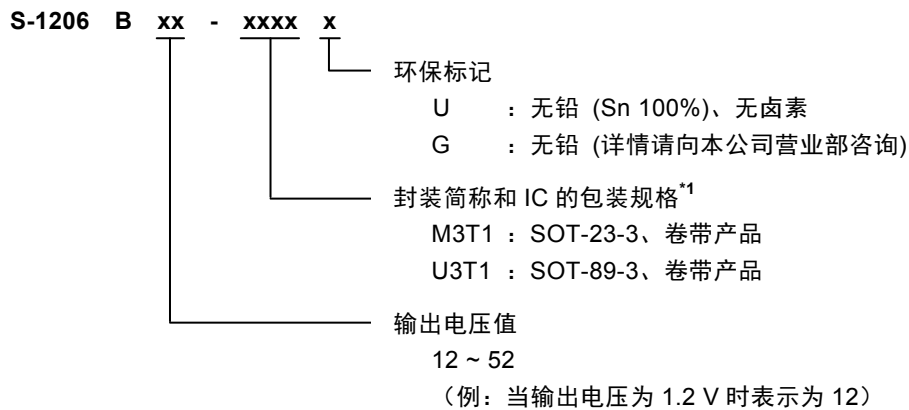 S-1206 B xx - xxxx x
环保标记
U : 无铅 (Sn 100%)、无卤素
G : 无铅 (详情请向本公司营业部咨询)
封装简称和 IC 的包装规格*1
M3T1 : SOT-23-3、卷带产品
U3T1 : SOT-89-3、卷带产品
输出电压值
12 ~ 52
（例：当输出电压为 1.2 V 时表示为 12）